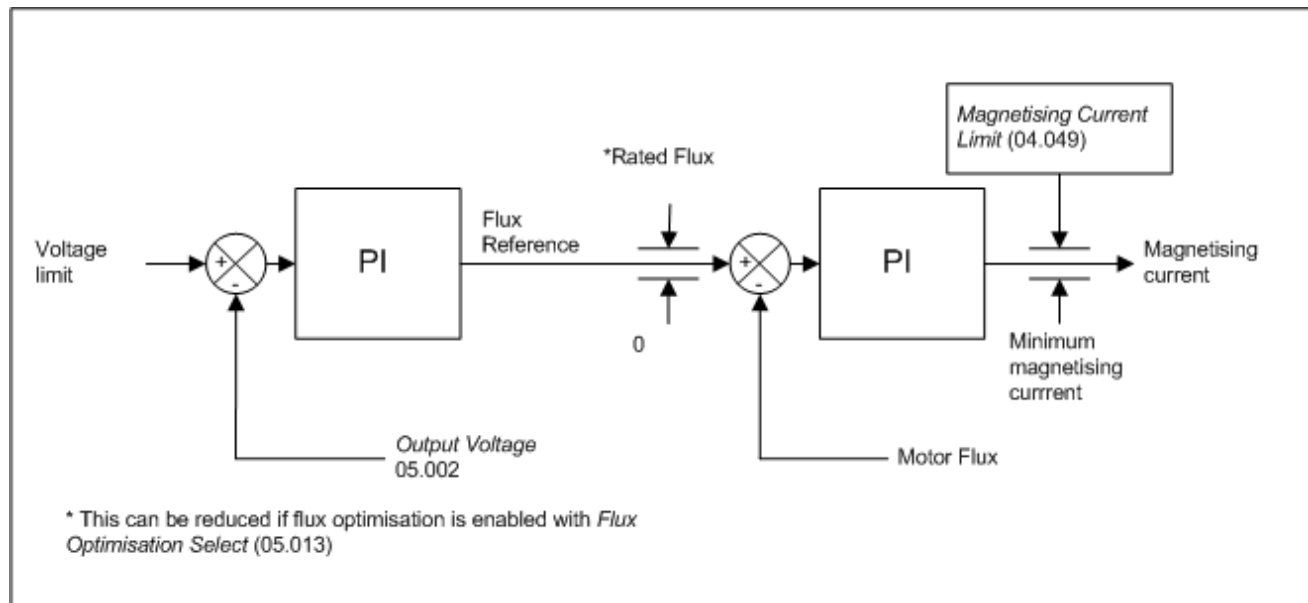 Magnetising Current
Limit (04.049)
*Rated Flux
Voltage
limit
+
-
PI
Flux
Reference
0
+
-
PI
Magnetising
current
Minimum
magnetising
currrent
Output Voltage
05.002
Motor Flux
* This can be reduced if flux optimisation is enabled with Flux
Optimisation Select (05.013)